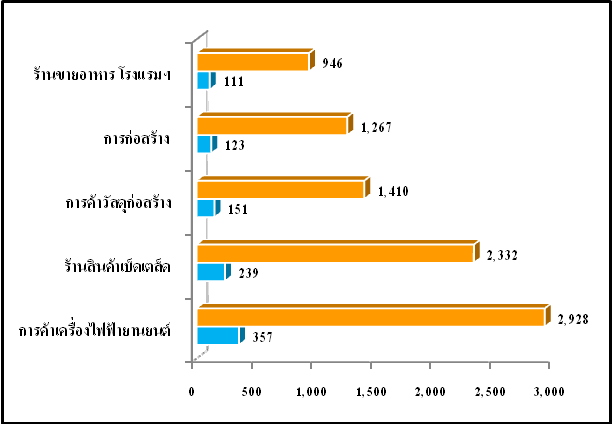 ร้านขายอาหาร โรงแรมฯ
946
111
การก่อสร้าง
1,267
123
การค้าวัสดุก่อสร้าง
1,410
151
ร้านสินค้าเบ็ดเตล็ด
2,332
239
การค้าเครื่องไฟฟ้ายานยนต์
2,928
357
0 500 1,000 1,500 2,000 2,500 3,000